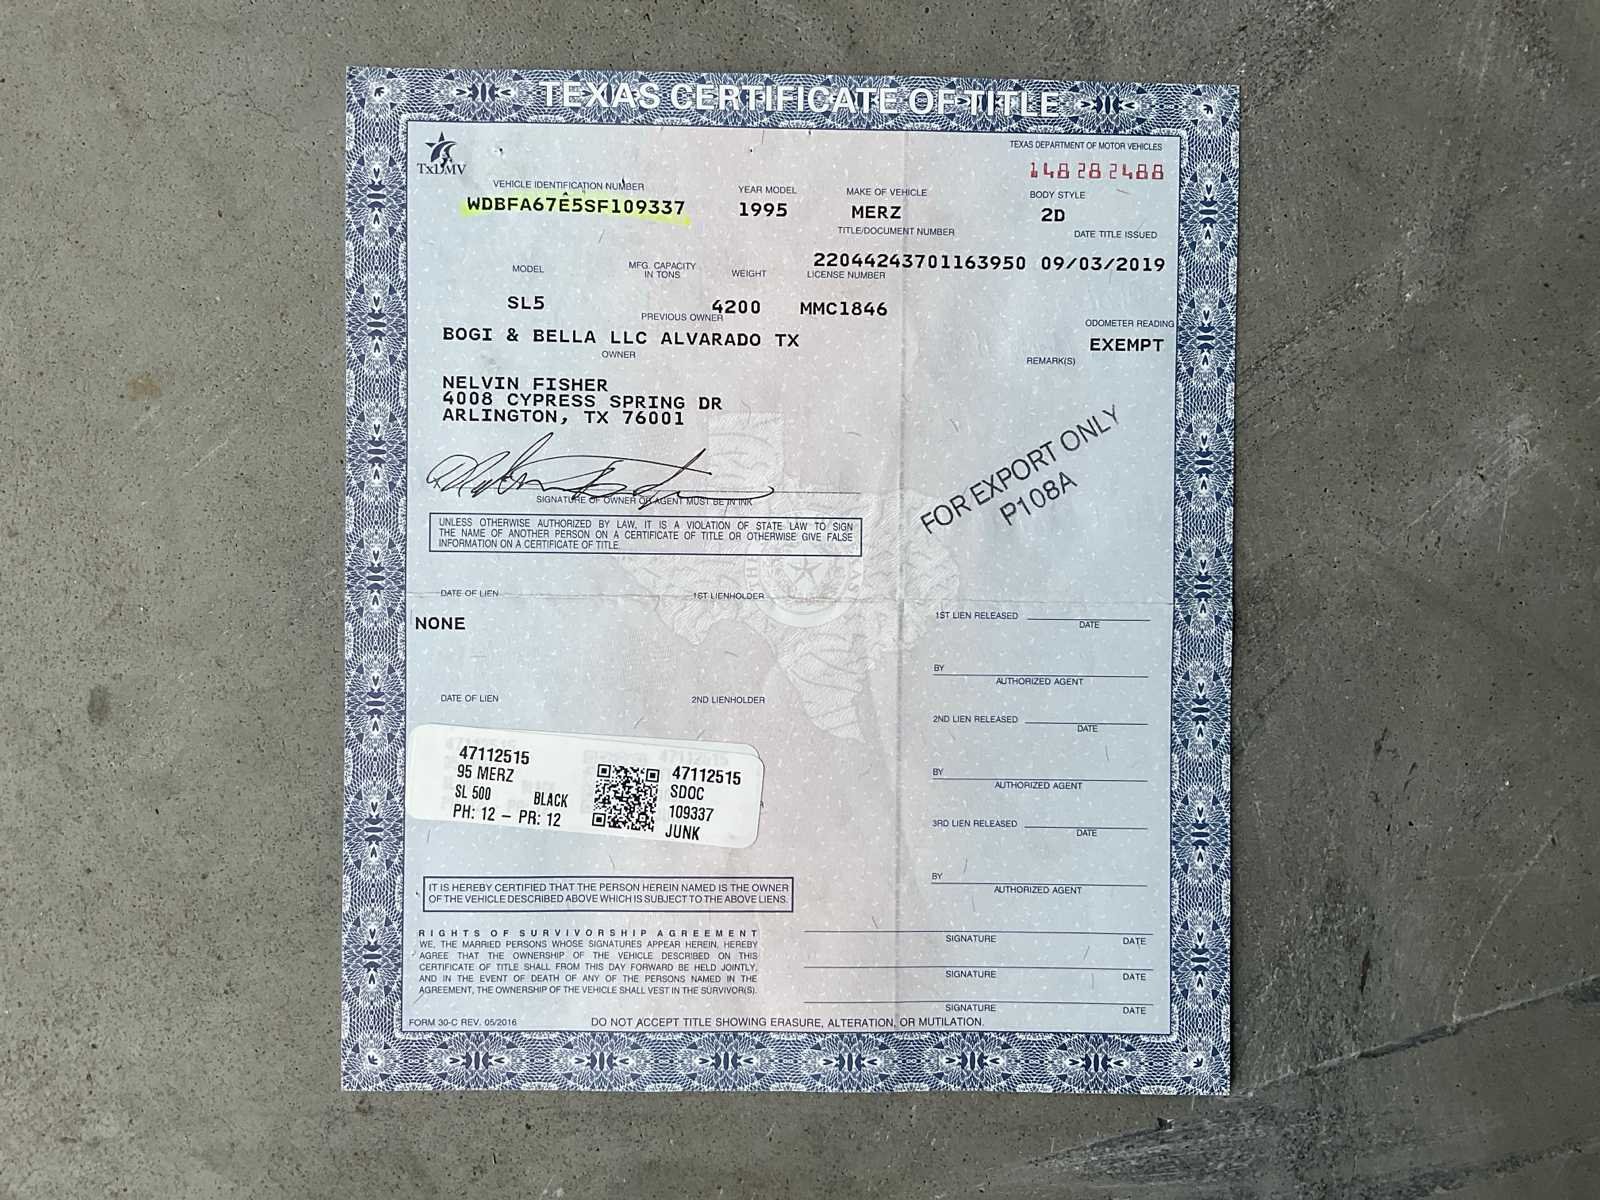 TEXAS CERTIFICATE OF TITLE
TxDMV
TEXAS DEPARTMENT OF MOTOR VEHICLES
148282488
VEHICLE IDENTIFICATION NUMBER
YEAR MODEL
MAKE OF VEHICLE
BODY STYLE
WDBFA67E5SF109337
1995
MERZ
2D
TITLE/DOCUMENT NUMBER
DATE TITLE ISSUED
22044243701163950 09/03/2019
MODEL
MFG. CAPACITY
IN TONS
WEIGHT
LICENSE NUMBER
SL5
4200
MMC1846
PREVIOUS OWNER
ODOMETER READING
BOGI & BELLA LLC ALVARADO TX
EXEMPT
OWNER
REMARK(S)
NELVIN FISHER
4008 CYPRESS SPRING DR
ARLINGTON, TX 76001
FOR EXPORT ONLY
P108A
SIGNATURE OF OWNER OR AGENT MUST BE IN INK
UNLESS OTHERWISE AUTHORIZED BY LAW, IT IS A VIOLATION OF STATE LAW TO SIGN
THE NAME OF ANOTHER PERSON ON A CERTIFICATE OF TITLE OR OTHERWISE GIVE FALSE
INFORMATION ON A CERTIFICATE OF TITLE.
DATE OF LIEN
1ST LIENHOLDER
NONE
1ST LIEN RELEASED
DATE
BY
AUTHORIZED AGENT
DATE OF LIEN
2ND LIENHOLDER
2ND LIEN RELEASED
DATE
BY
AUTHORIZED AGENT
47112515
95 MERZ
SL 500 BLACK
PH: 12 - PR: 12
47112515
SDOC
109337
JUNK
3RD LIEN RELEASED
DATE
BY
AUTHORIZED AGENT
IT IS HEREBY CERTIFIED THAT THE PERSON HEREIN NAMED IS THE OWNER
OF THE VEHICLE DESCRIBED ABOVE WHICH IS SUBJECT TO THE ABOVE LIENS.
RIGHTS OF SURVIVORSHIP AGREEMENT
WE, THE MARRIED PERSONS WHOSE SIGNATURES APPEAR HEREIN, HEREBY
AGREE THAT THE OWNERSHIP OF THE VEHICLE DESCRIBED ON THIS
CERTIFICATE OF TITLE SHALL FROM THIS DAY FORWARD BE HELD JOINTLY,
AND IN THE EVENT OF DEATH OF ANY OF THE PERSONS NAMED IN THE
AGREEMENT, THE OWNERSHIP OF THE VEHICLE SHALL VEST IN THE SURVIVOR(S).
SIGNATURE
DATE
SIGNATURE
DATE
SIGNATURE
DATE
FORM 30-C REV. 05/2016
DO NOT ACCEPT TITLE SHOWING ERASURE, ALTERATION, OR MUTILATION.